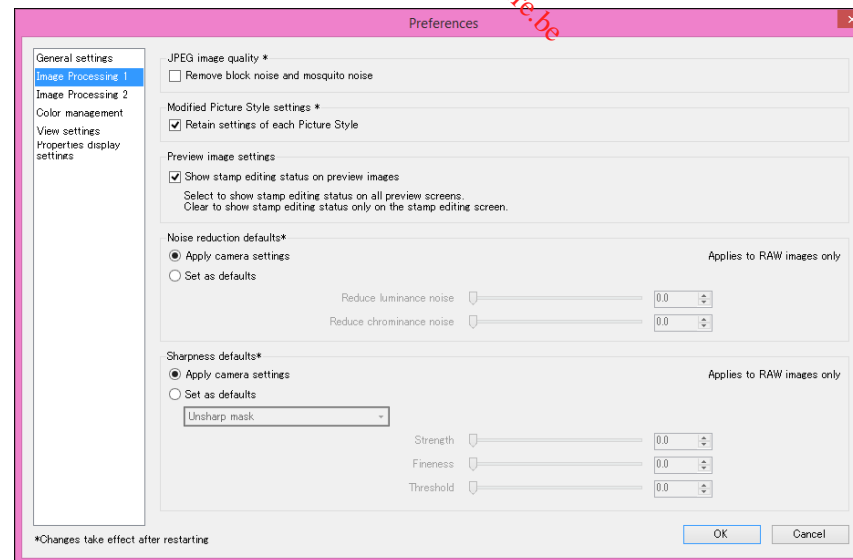 re.be
Preferences
General settings
Image Processing 1
Image Processing 2
Color management
View settings
Properties display
settings
JPEG image quality *
Remove block noise and mosquito noise
Modified Picture Style settings *
Retain settings of each Picture Style
Preview image settings
Show stamp editing status on preview images
Select to show stamp editing status on all preview screens.
Clear to show stamp editing status only on the stamp editing screen.
Noise reduction defaults*
Apply camera settings
Applies to RAW images only
Set as defaults
Reduce luminance noise 0.0
Reduce chrominance noise 0.0
Sharpness defaults*
Apply camera settings
Applies to RAW images only
Set as defaults
Unsharp mask
Strength 0.0
Fineness 0.0
Threshold 0.0
*Changes take effect after restarting
OK
Cancel